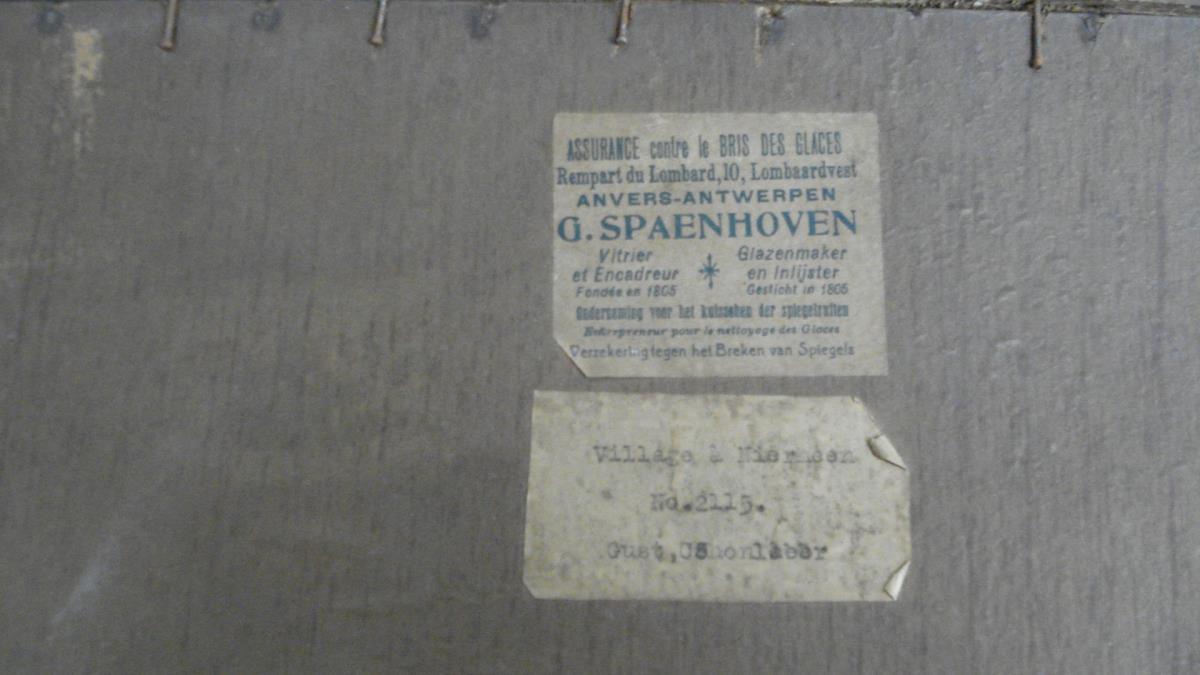 ASSURANCE contre le BRIS DES GLACES
Rempart du Lombard, 10, Lombaardvest
ANVERS-ANTWERPEN
G. SPAENHOVEN
Vitrier
et Encadreur
Fondée en 1805
Glazenmaker
en Inlijster
Gesticht in 1805
Onderneming voor het kuisschen der spiegelruiten
Entrepreneur pour le nettoyage des Glaces
Verzekering tegen het Breken van Spiegels
Village à
No.2115.
Gust,